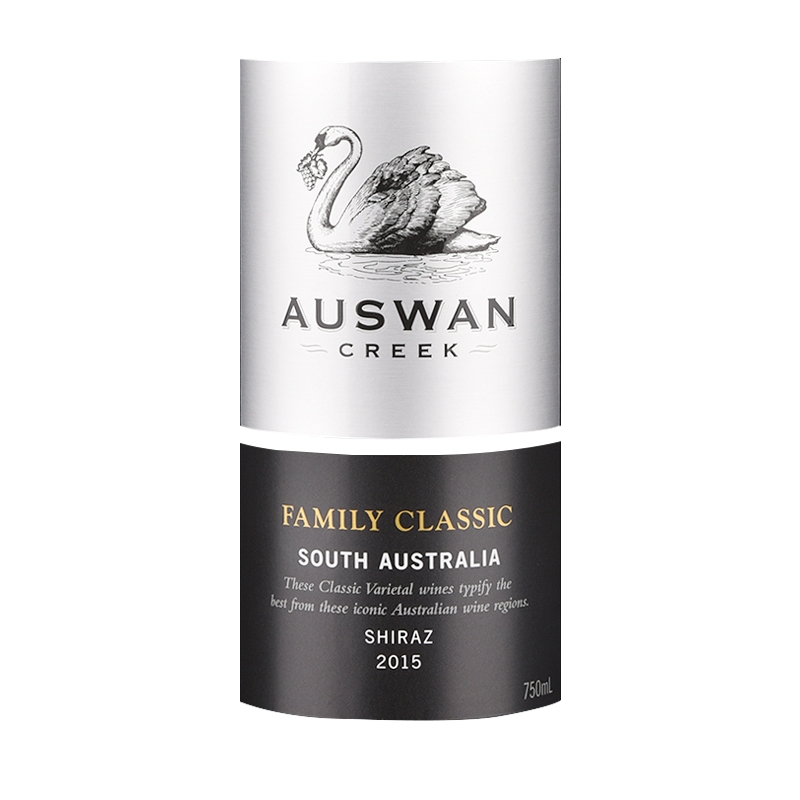 AUSWAN
CREEK
FAMILY CLASSIC
SOUTH AUSTRALIA
These Classic Varietal wines typify the
best from these iconic Australian wine regions.
SHIRAZ
2015
750mL